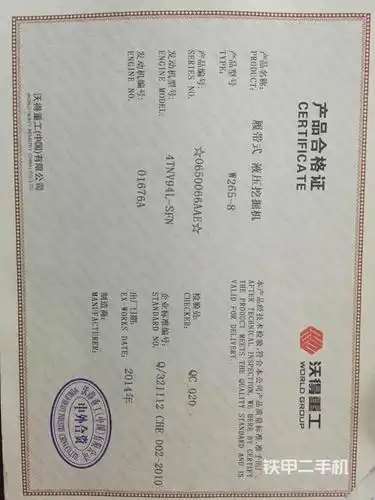 产品合格证
CERTIFICATE
沃得重工
WORLD GROUP
产品名称: 履带式 液压挖掘机
PRODUCT:
产品型号 W265-8
TYPE:
产品编号: ☆0650066AAE☆
SERIES NO.
发动机型号: 4TNV94L-SFN
ENGINE MODEL:
发动机编号: 01676A
ENGINE NO.
本产品经技术检验,符合本公司产品质量标准,准予出厂
AFTER TECHNICAL INSPECTION, WE HERE BY CERTIFY
THE PRODUCT MEETS THE QUALITY STANDARD AND IS
VALID FOR DELIVERY.
检验员: QC 020.
CHECKER:
企业标准编号: Q/321112 CHE 002-2010
STANDARD NO.
出厂日期: 2014年
EX-WORKS DATE:
制造商:
MANUFACTURER:
中外合资
沃得重工(中国)有限公司
铁甲二手机